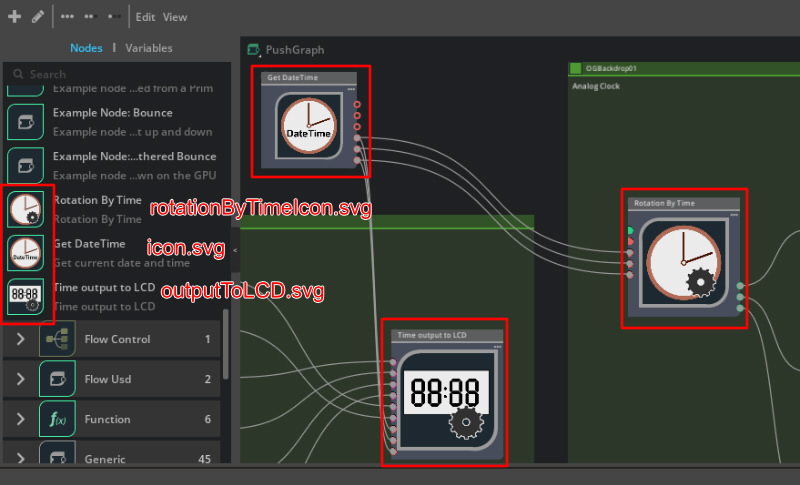 Edit View
Nodes | Variables
Search
Example node ...ed from a Prim
Example Node: Bounce
Example node ...t up and down
Example Node:...thered Bounce
Example node ...wn on the GPU
Rotation By Time
Rotation By Time
rotationByTimeIcon.svg
DateTime
Get DateTime
Get current date and time
icon.svg
88:88
Time output to LCD
Time output to LCD
outputToLCD.svg
Flow Control 1
Flow Usd 2
f(x) Function 6
Generic 45
PushGraph
Get DateTime
DateTime
OGBackdrop01
Analog Clock
Rotation By Time
Time output to LCD
88:88